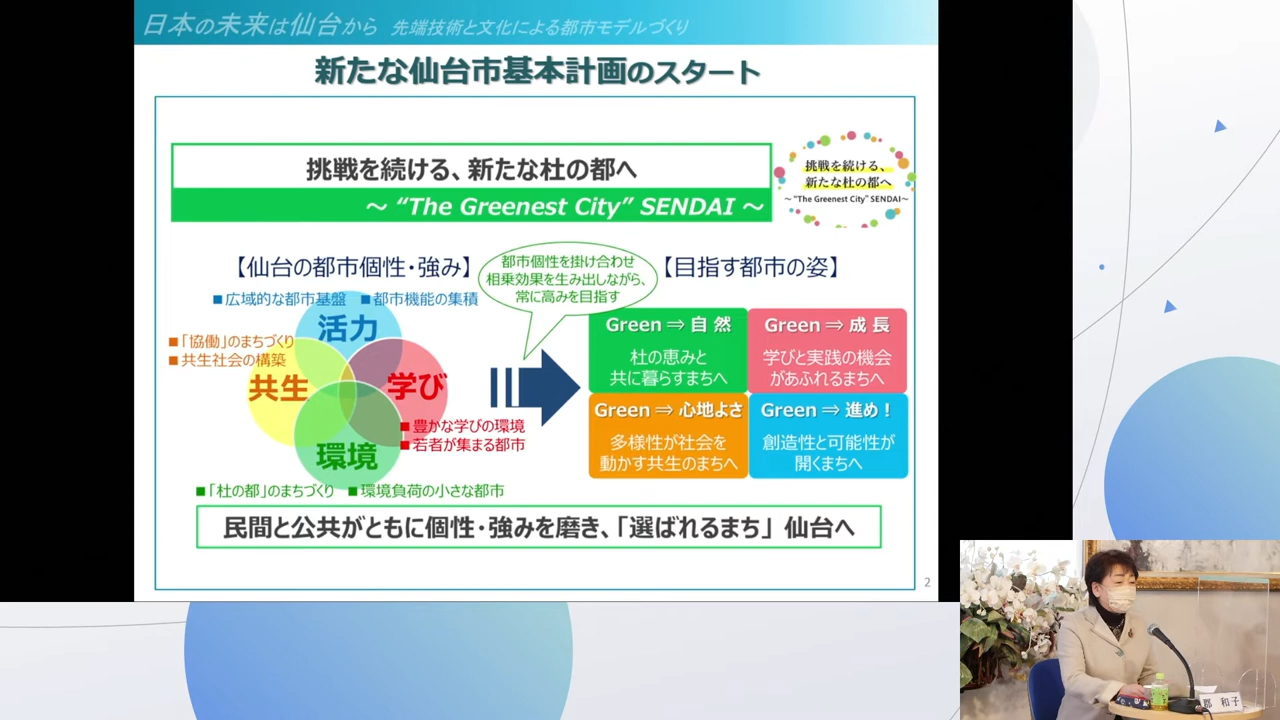 日本の未来は仙台から 先端技術と文化による都市モデルづくり
新たな仙台市基本計画のスタート
挑戦を続ける、新たな杜の都へ
～ “The Greenest City” SENDAI ～
挑戦を続ける、
新たな杜の都へ
～“The Greenest City” SENDAI～
【仙台の都市個性・強み】
都市個性を掛け合わせ
相乗効果を生み出しながら、
常に高みを目指す
【目指す都市の姿】
■広域的な都市基盤 ■都市機能の集積
活力
■「協働」のまちづくり
■共生社会の構築
共生
学び
■豊かな学びの環境
■若者が集まる都市
環境
■「杜の都」のまちづくり ■環境負荷の小さな都市
Green ⇒ 自 然
杜の恵みと
共に暮らすまちへ
Green ⇒ 成 長
学びと実践の機会
があふれるまちへ
Green ⇒ 心地よさ
多様性が社会を
動かす共生のまちへ
Green ⇒ 進め！
創造性と可能性が
開くまちへ
民間と公共がともに個性・強みを磨き、「選ばれるまち」 仙台へ
2
郡 和子